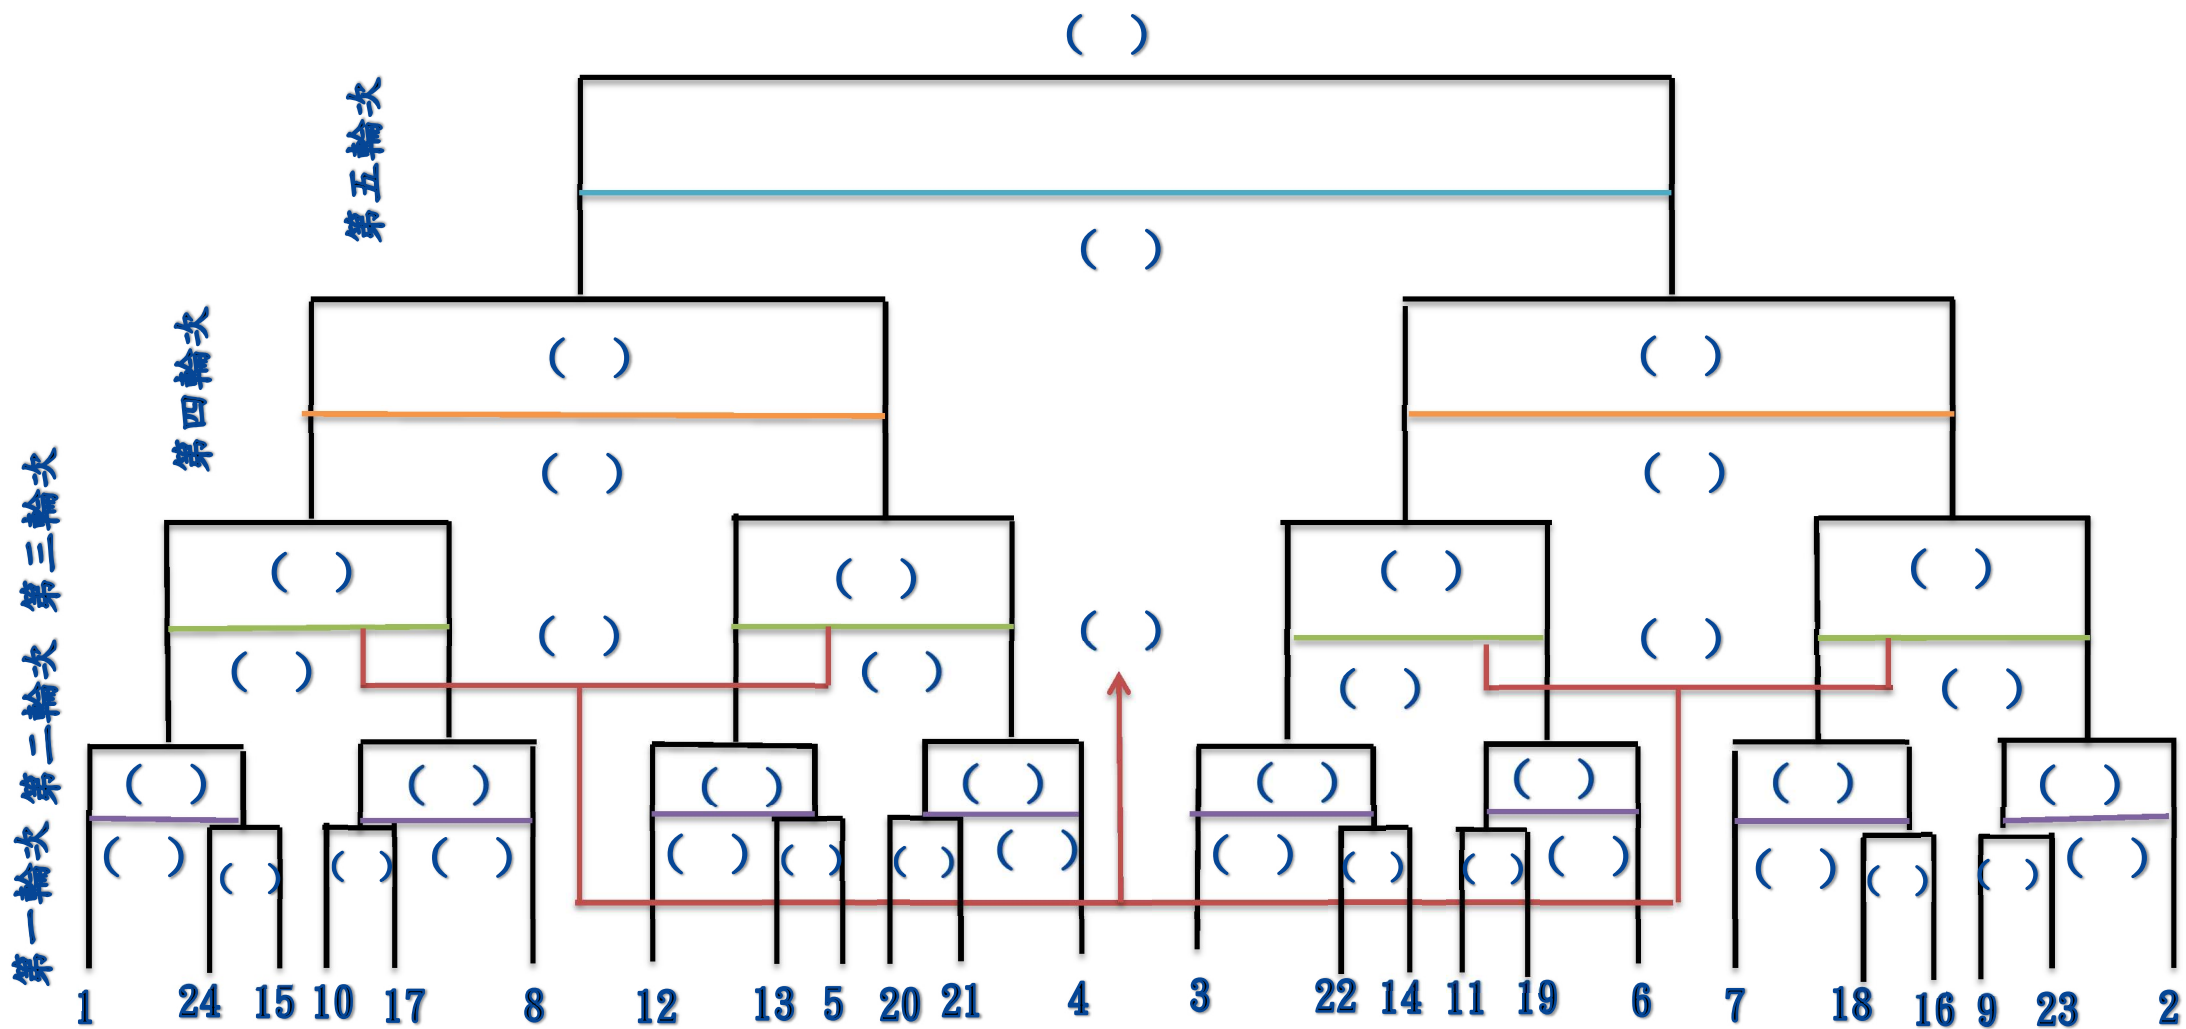 ( )
第五輪次
( )
第四輪次
( ) ( )
( ) ( )
第三輪次
( ) ( ) ( ) ( )
( ) ( ) ( )
( ) ( ) ( ) ( )
第二輪次
( ) ( ) ( ) ( ) ( ) ( ) ( ) ( )
第一輪次
( ) ( ) ( ) ( ) ( ) ( ) ( ) ( ) ( ) ( ) ( ) ( ) ( ) ( ) ( ) ( )
1 24 15 10 17 8 12 13 5 20 21 4 3 22 14 11 19 6 7 18 16 9 23 2